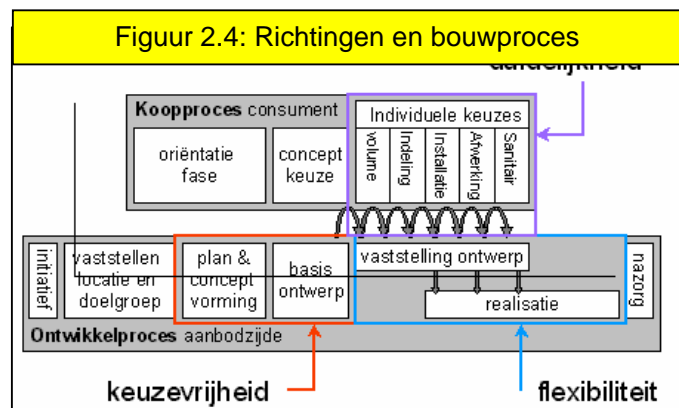 Figuur 2.4: Richtingen en bouwproces
Koopproces consument
oriëntatie
fase
concept
keuze
Individuele keuzes
volume
Indeling
Installatie
Afwerking
Sanitair
initiatief
vaststellen
locatie en
doelgroep
plan &
concept
vorming
basis
ontwerp
vaststelling ontwerp
realisatie
nazorg
Ontwikkelproces aanbodzijde
keuzevrijheid
flexibiliteit